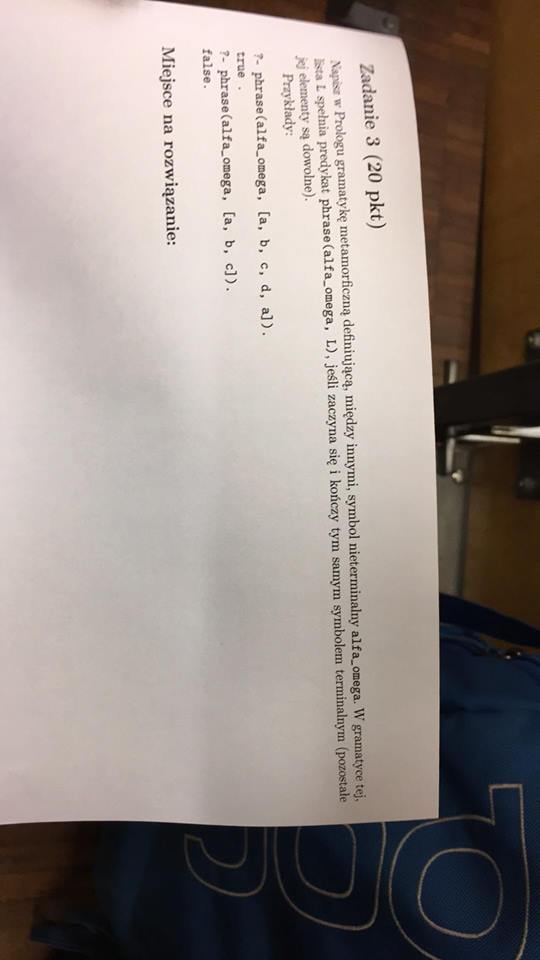 Zadanie 3 (20 pkt)
Napisz w Prologu gramatykę metamorficzną definiującą, między innymi, symbol nieterminalny alfa_omega. W gramatyce tej,
lista L spełnia predykat phrase(alfa_omega, L), jeśli zaczyna się i kończy tym samym symbolem terminalnym (pozostałe
jej elementy są dowolne).
Przykłady:
?- phrase(alfa_omega, [a, b, c, d, a]).
true .
?- phrase(alfa_omega, [a, b, c]).
false.
Miejsce na rozwiązanie: